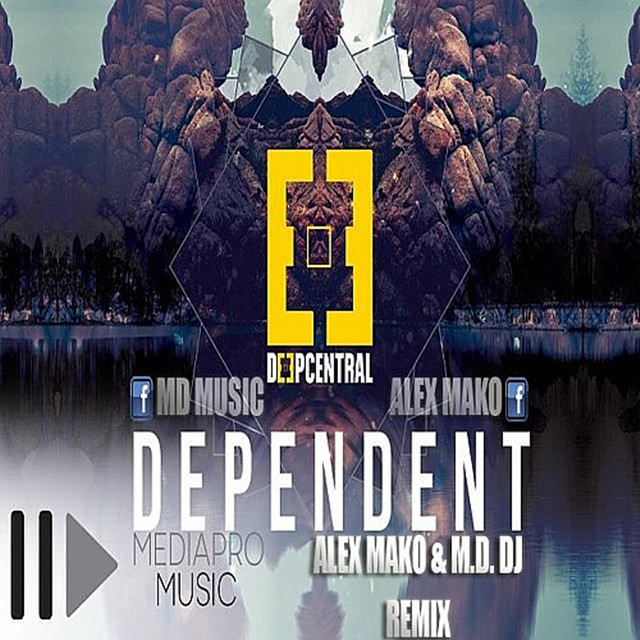 DEEPCENTRAL
MD MUSIC
ALEX MAKO
DEPENDENT
MEDIAPRO
MUSIC
ALEX MAKO & M.D. DJ
REMIX